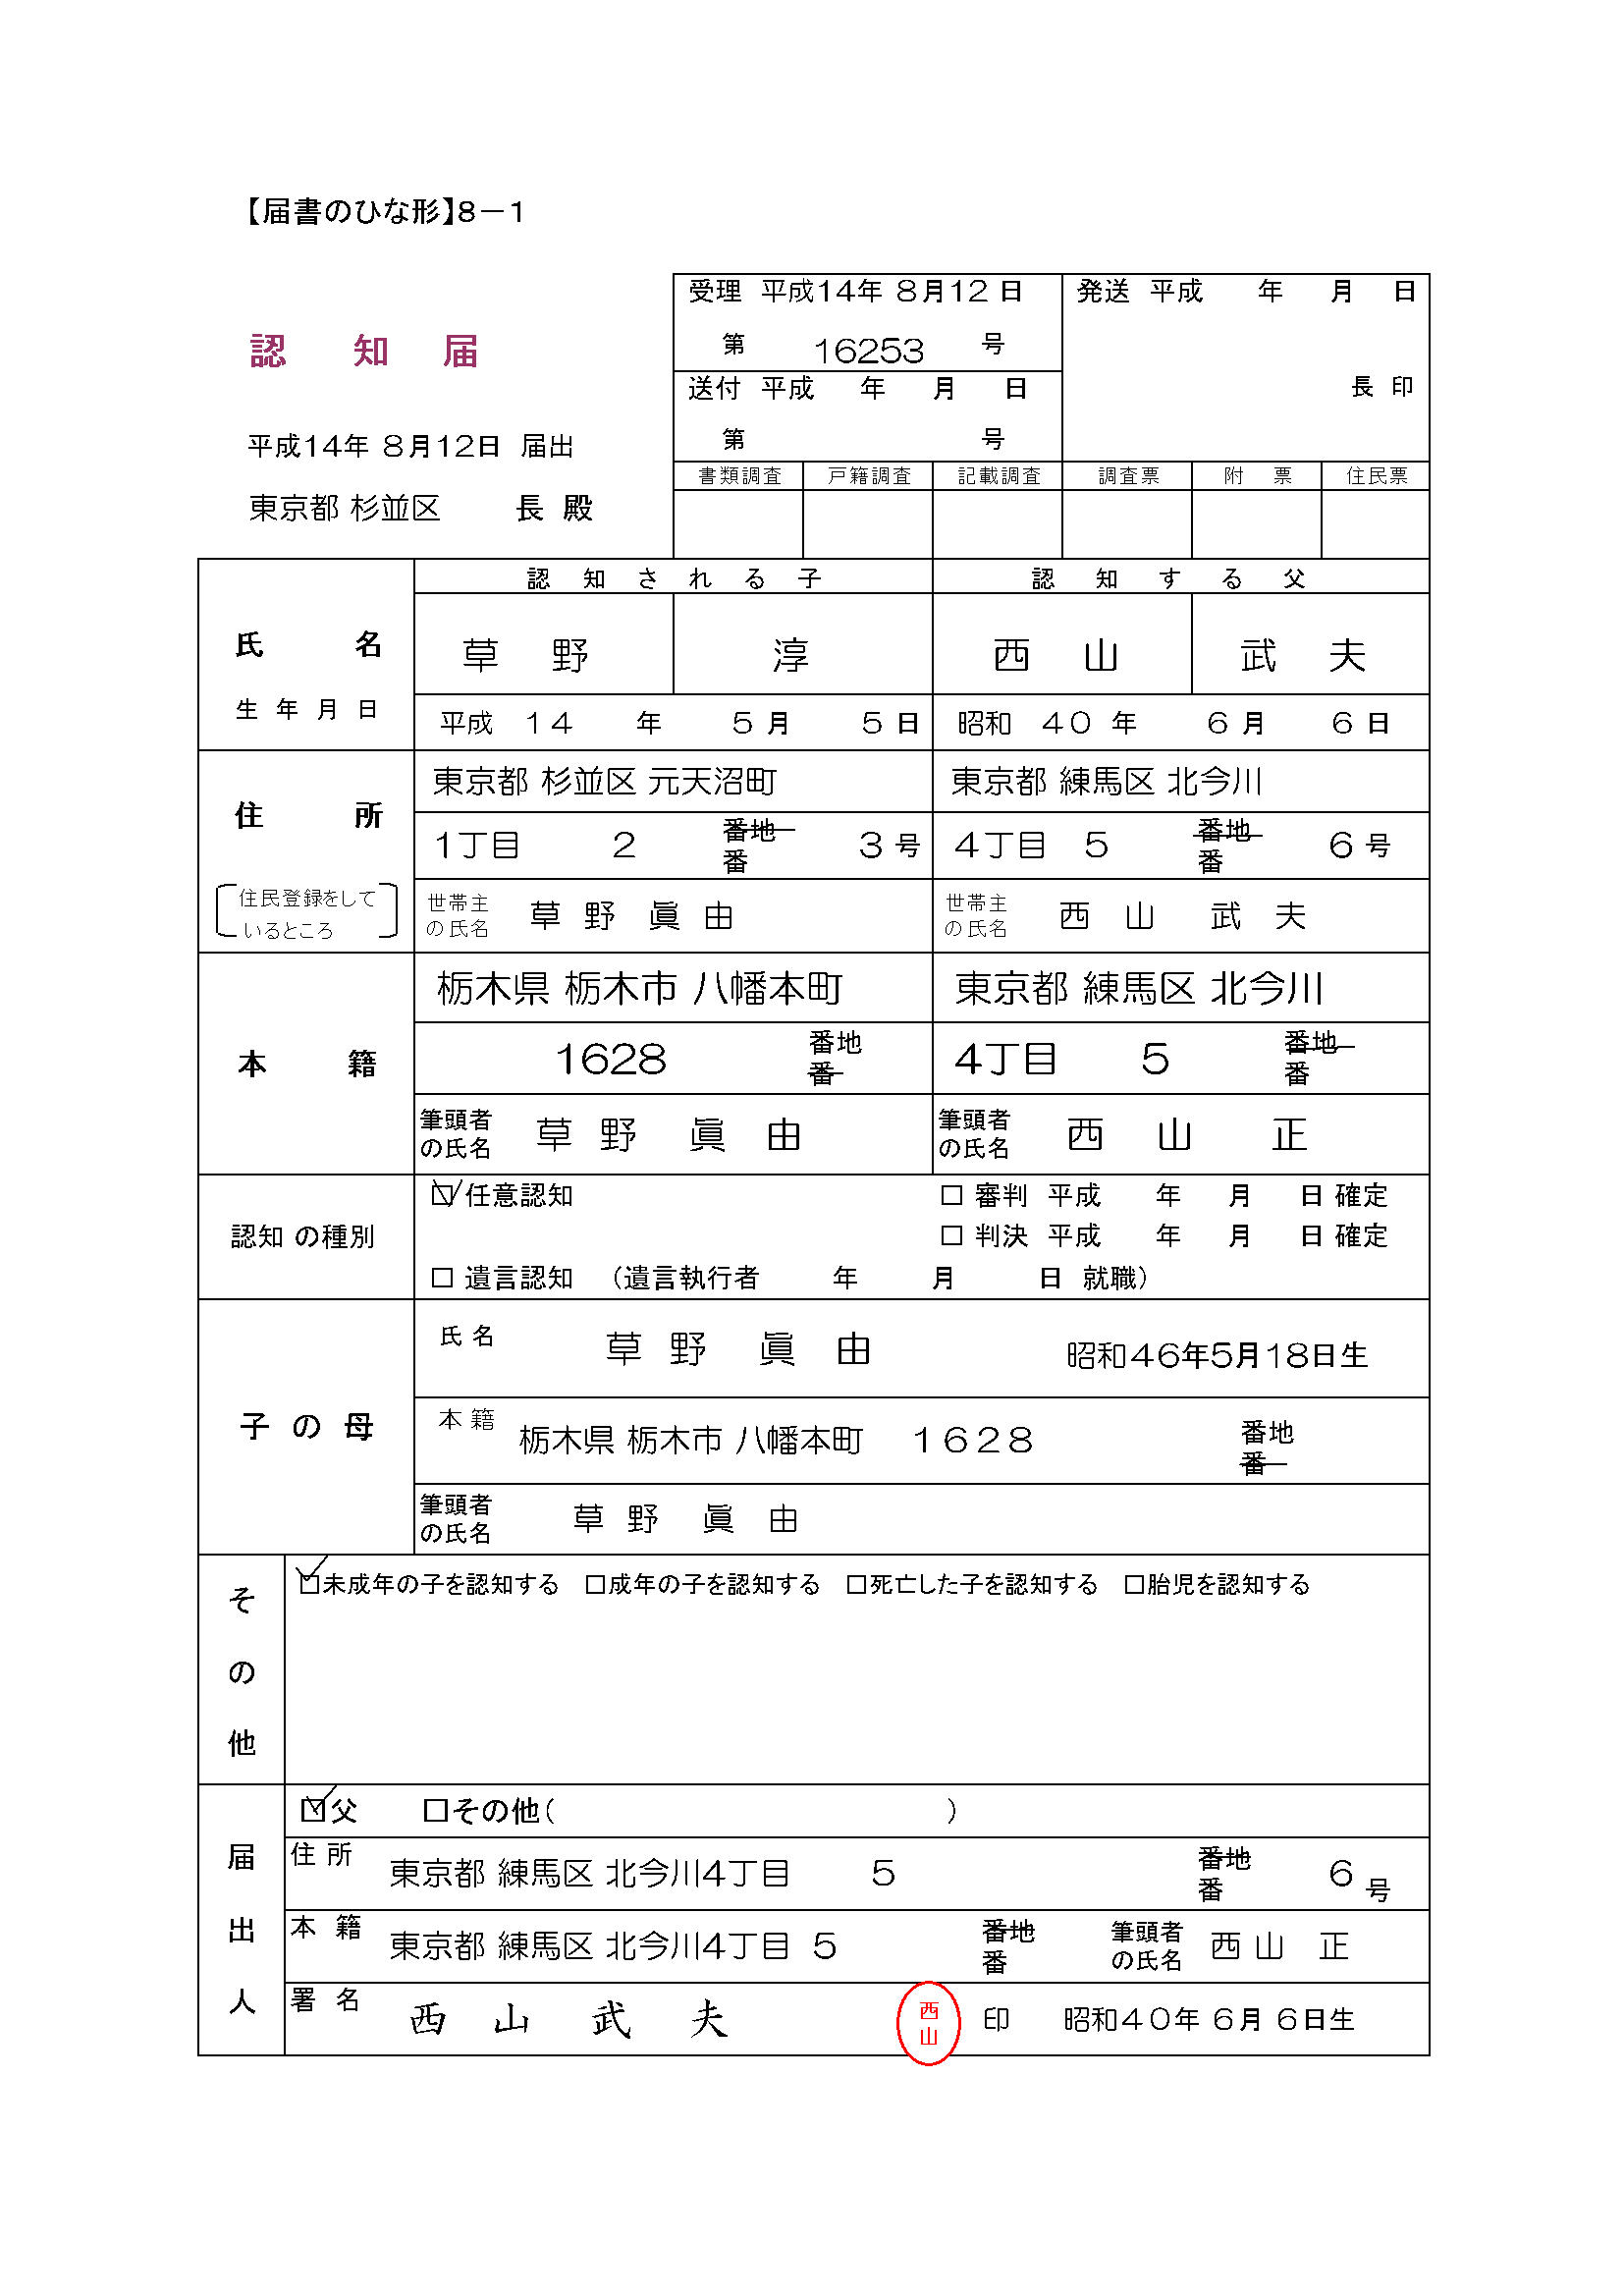 【届書のひな形】8－1
認　知　届
平成14年 8月12日 届出
東京都 杉並区 長 殿
受理 平成14年 8月12日
第 16253 号
送付 平成 年 月 日
第 号
発送 平成 年 月 日
長 印
書類調査 戸籍調査 記載調査 調査票 附 票 住民票
認 知 さ れ る 子 認 知 す る 父
氏 名
草 野 淳 西 山 武 夫
生 年 月 日
平成 14 年 5月 5日 昭和 40 年 6月 6日
住 所
東京都 杉並区 元天沼町 東京都 練馬区 北今川
1丁目 2 番地 番 3号 4丁目 5 番地 番 6号
住民登録をして
いるところ
世帯主の氏名 草 野 眞 由 世帯主の氏名 西 山 武 夫
本 籍
栃木県 栃木市 八幡本町 東京都 練馬区 北今川
1628 番地 番 4丁目 5 番地 番
筆頭者の氏名 草 野 眞 由 筆頭者の氏名 西 山 正
認知 の種別
☑任意認知 □ 審判 平成 年 月 日 確定
□ 判決 平成 年 月 日 確定
□ 遺言認知 （遺言執行者 年 月 日 就職）
子 の 母
氏 名 草 野 眞 由 昭和46年5月18日生
本 籍 栃木県 栃木市 八幡本町 1628 番地 番
筆頭者の氏名 草 野 眞 由
そ の 他
☑未成年の子を認知する □成年の子を認知する □死亡した子を認知する □胎児を認知する
届 出 人
☑父 □その他（ ）
住 所 東京都 練馬区 北今川4丁目 5 番地 番 6 号
本 籍 東京都 練馬区 北今川4丁目 5 番地 番 筆頭者の氏名 西 山 正
署 名 西 山 武 夫 西山 印 昭和40年 6月 6日生